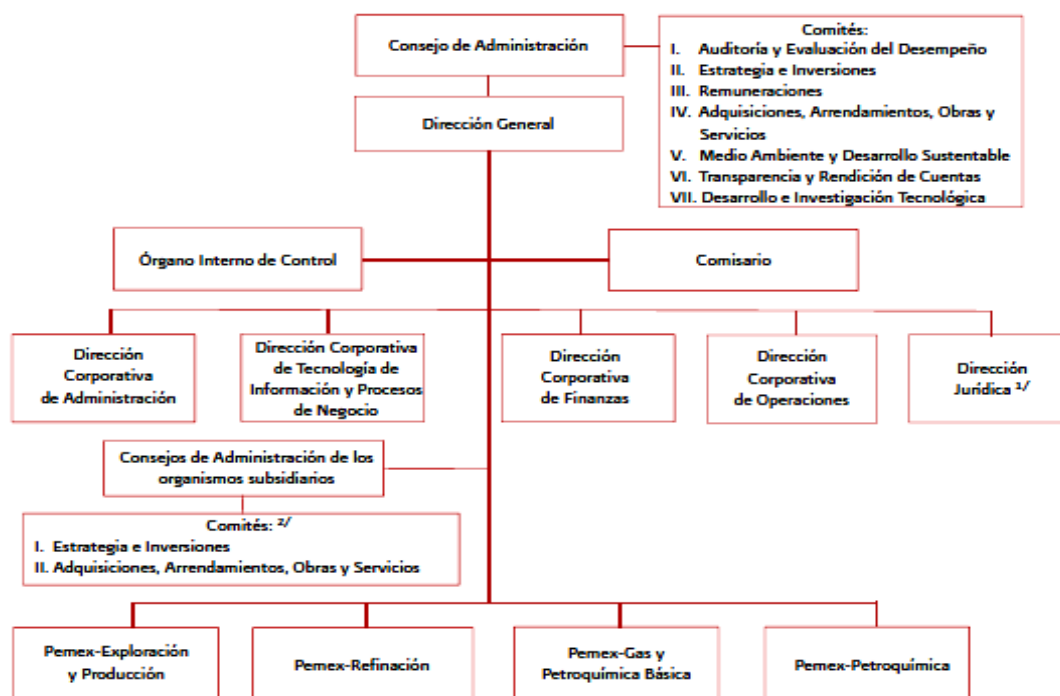 Consejo de Administración
Comités:
I. Auditoría y Evaluación del Desempeño
II. Estrategia e Inversiones
III. Remuneraciones
IV. Adquisiciones, Arrendamientos, Obras y
Servicios
V. Medio Ambiente y Desarrollo Sustentable
VI. Transparencia y Rendición de Cuentas
VII. Desarrollo e Investigación Tecnológica
Dirección General
Órgano Interno de Control
Comisario
Dirección
Corporativa
de Administración
Dirección Corporativa
de Tecnología de
Información y Procesos
de Negocio
Dirección
Corporativa
de Finanzas
Dirección
Corporativa
de Operaciones
Dirección
Jurídica 1/
Consejos de Administración de los
organismos subsidiarios
Comités: 2/
I. Estrategia e Inversiones
II. Adquisiciones, Arrendamientos, Obras y Servicios
Pemex-Exploración
y Producción
Pemex-Refinación
Pemex-Gas y
Petroquímica Básica
Pemex-Petroquímica